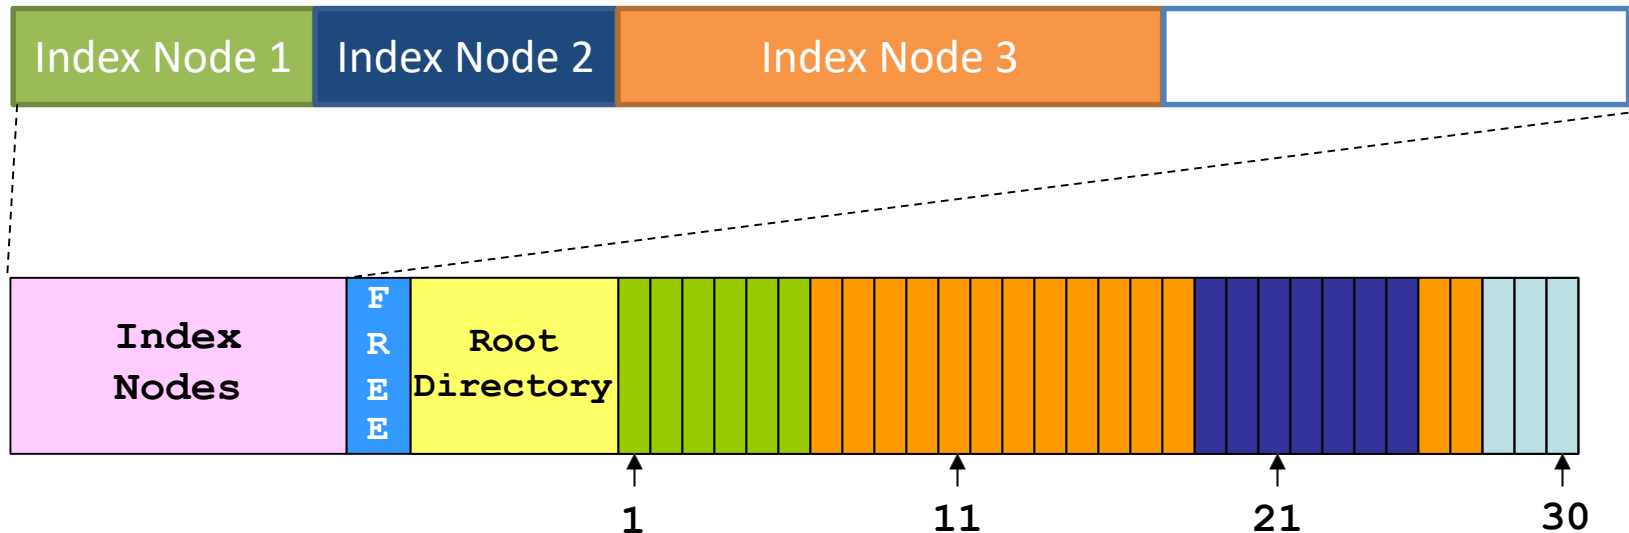 Index Node 1
Index Node 2
Index Node 3
Index
Nodes
F
R
E
E
Root
Directory
1
11
21
30